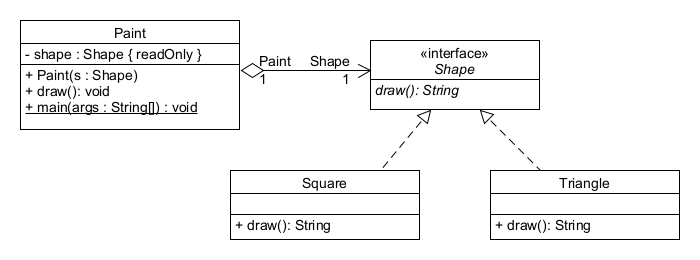 Paint
- shape : Shape { readOnly }
+ Paint(s : Shape)
+ draw(): void
+ main(args : String[]) : void
Paint Shape
1 1
«interface»
Shape
draw(): String
Square
+ draw(): String
Triangle
+ draw(): String